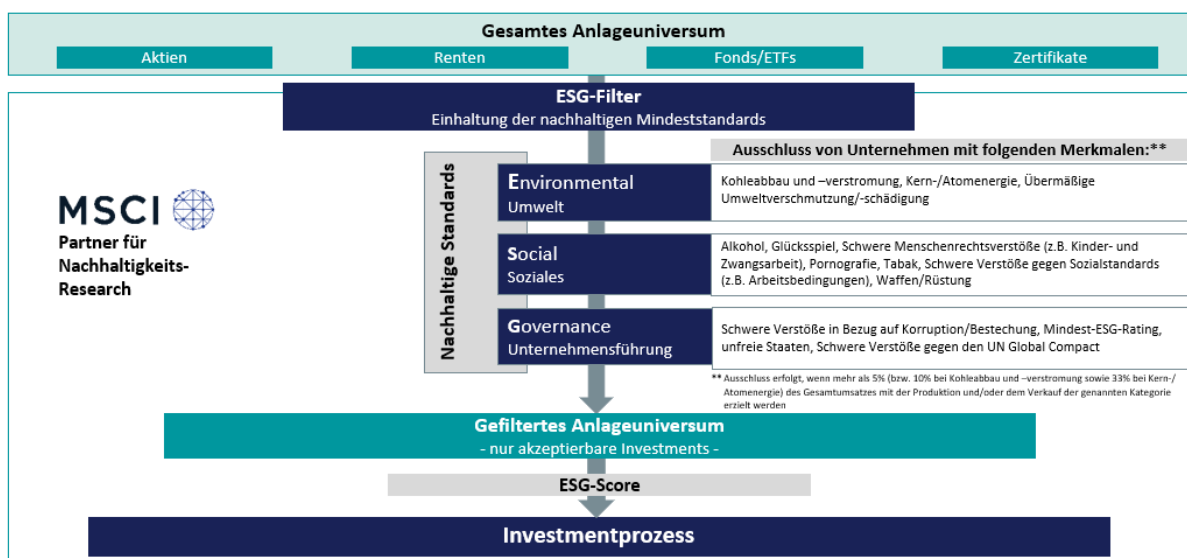 Gesamtes Anlageuniversum
Aktien
Renten
Fonds/ETFs
Zertifikate
ESG-Filter
Einhaltung der nachhaltigen Mindeststandards
MSCI
Partner für
Nachhaltigkeits-
Research
Nachhaltige Standards
Ausschluss von Unternehmen mit folgenden Merkmalen:**
Environmental
Umwelt
Kohleabbau und –verstromung, Kern-/Atomenergie, Übermäßige
Umweltverschmutzung/-schädigung
Social
Soziales
Alkohol, Glücksspiel, Schwere Menschenrechtsverstöße (z.B. Kinder- und
Zwangsarbeit), Pornografie, Tabak, Schwere Verstöße gegen Sozialstandards
(z.B. Arbeitsbedingungen), Waffen/Rüstung
Governance
Unternehmensführung
Schwere Verstöße in Bezug auf Korruption/Bestechung, Mindest-ESG-Rating,
unfreie Staaten, Schwere Verstöße gegen den UN Global Compact
** Ausschluss erfolgt, wenn mehr als 5% (bzw. 10% bei Kohleabbau und –verstromung sowie 33% bei Kern-/
Atomenergie) des Gesamtumsatzes mit der Produktion und/oder dem Verkauf der genannten Kategorie
erzielt werden
Gefiltertes Anlageuniversum
- nur akzeptierbare Investments -
ESG-Score
Investmentprozess